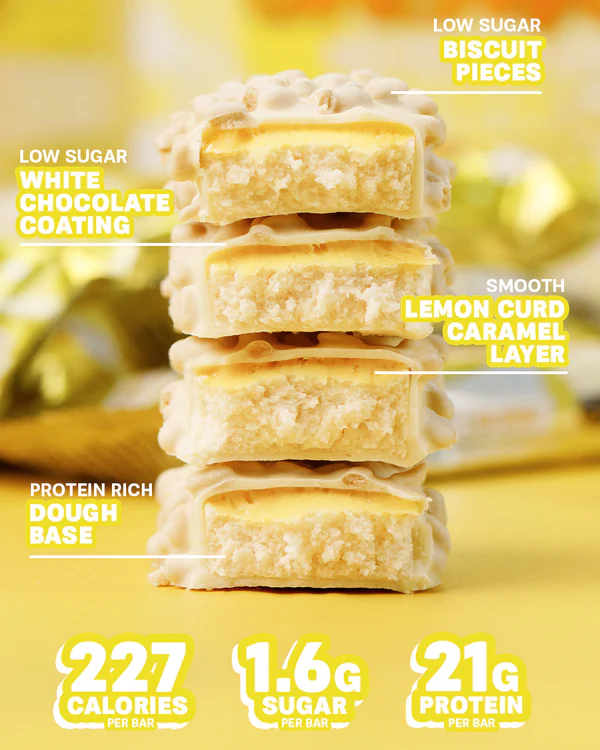 LOW SUGAR
BISCUIT
PIECES
LOW SUGAR
WHITE
CHOCOLATE
COATING
SMOOTH
LEMON CURD
CARAMEL
LAYER
PROTEIN RICH
DOUGH
BASE
227
CALORIES
PER BAR
1.6G
SUGAR
PER BAR
21G
PROTEIN
PER BAR